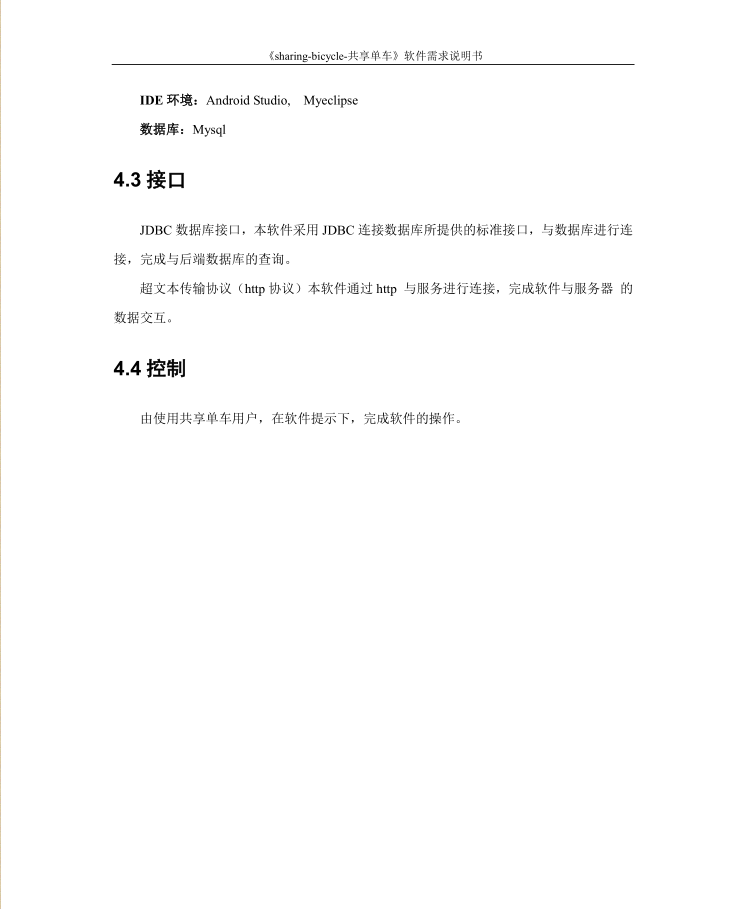 《sharing-bicycle-共享单车》软件需求说明书
IDE 环境：Android Studio,    Myeclipse
数据库：Mysql
4.3 接口
JDBC 数据库接口，本软件采用 JDBC 连接数据库所提供的标准接口，与数据库进行连
接，完成与后端数据库的查询。
超文本传输协议（http 协议）本软件通过 http  与服务进行连接，完成软件与服务器  的
数据交互。
4.4 控制
由使用共享单车用户，在软件提示下，完成软件的操作。